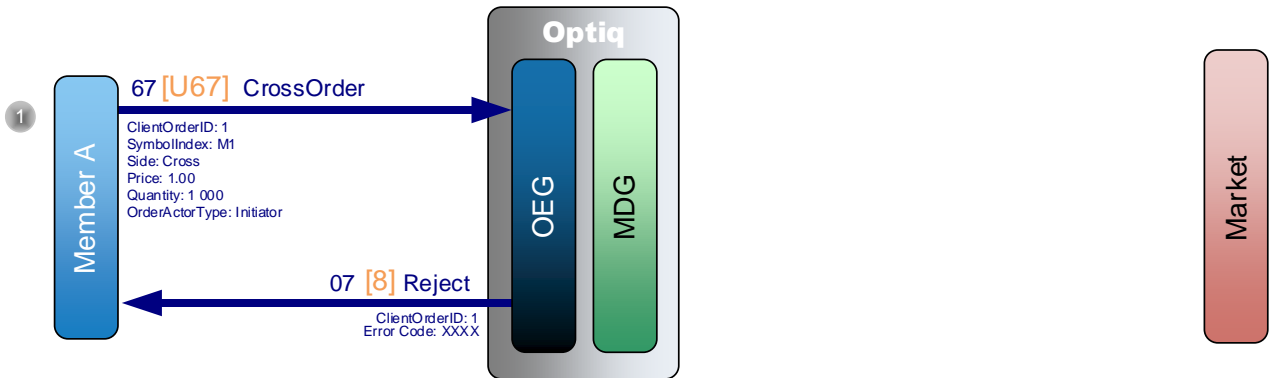 Optiq
67 [U67] CrossOrder
1
ClientOrderID: 1
SymbolIndex: M1
Side: Cross
Price: 1.00
Quantity: 1 000
OrderActorType: Initiator
Member A
OEG
MDG
Market
07 [8] Reject
ClientOrderID: 1
Error Code: XXXX